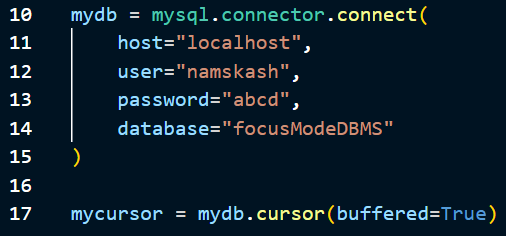 10 mydb = mysql.connector.connect(
11     host="localhost",
12     user="namskash",
13     password="abcd",
14     database="focusModeDBMS"
15 )
16
17 mycursor = mydb.cursor(buffered=True)